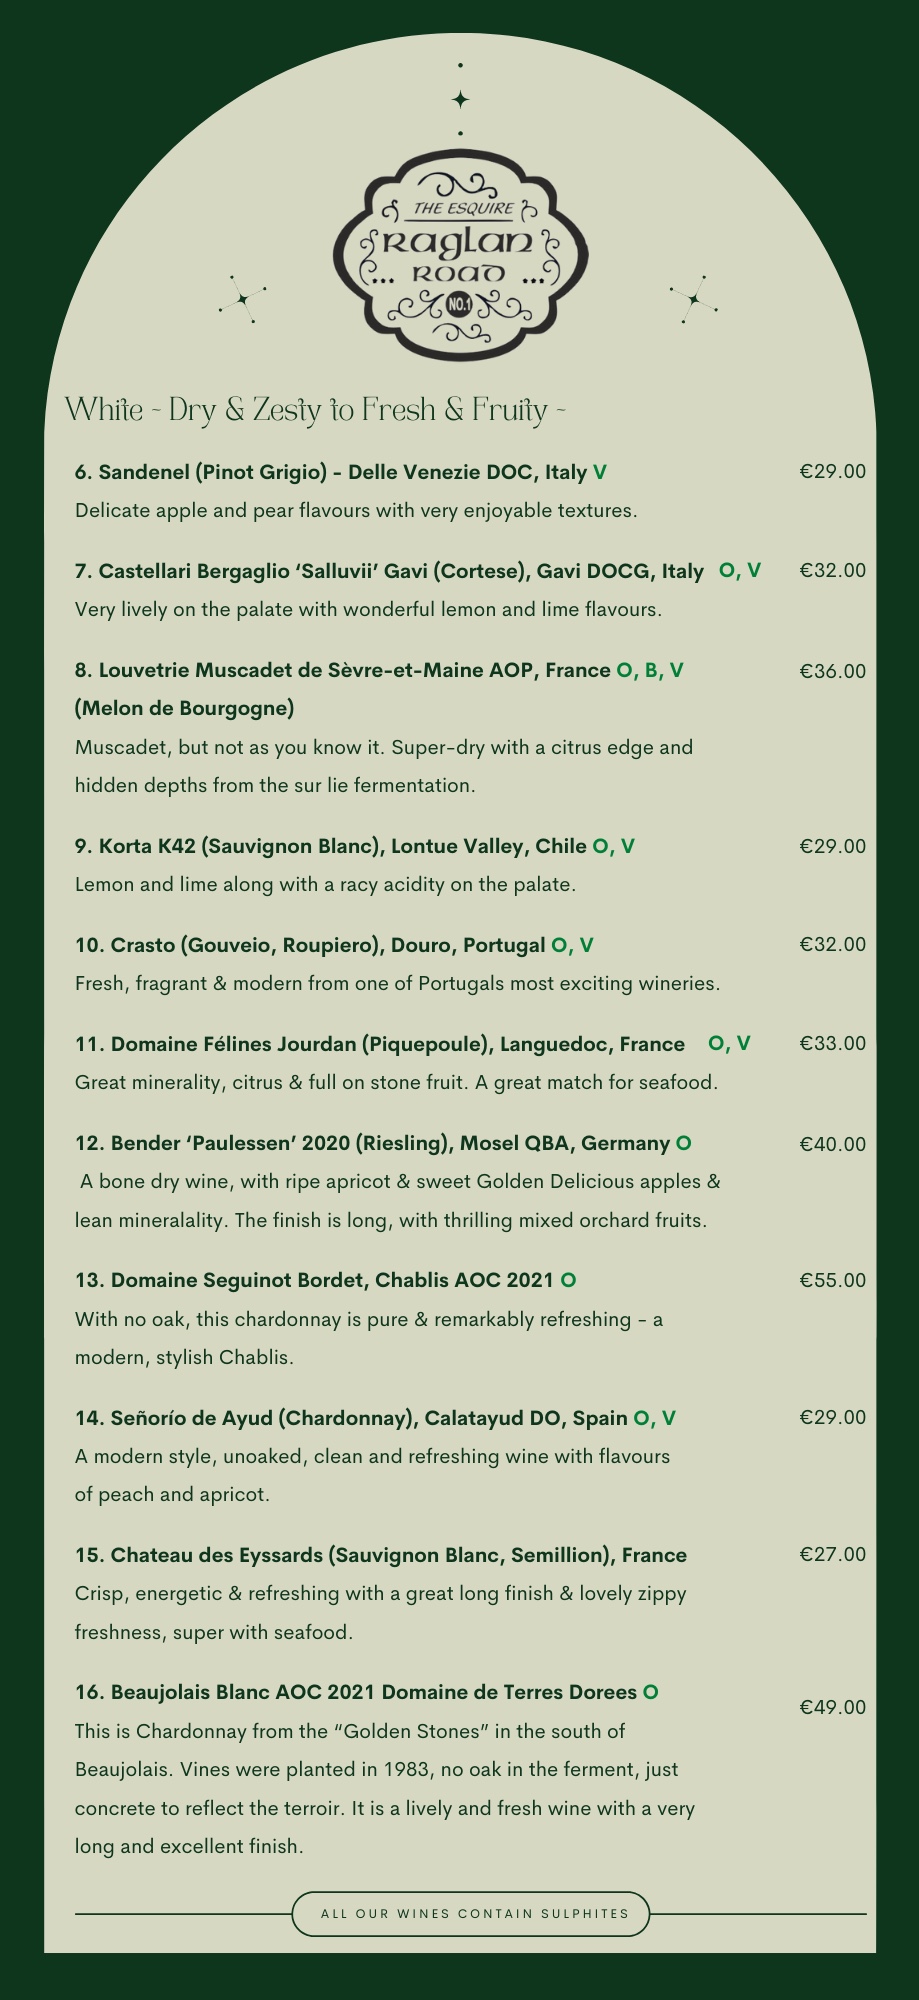 THE ESQUIRE
Raglan
Road
NO.1
White ~ Dry & Zesty to Fresh & Fruity ~
6. Sandenel (Pinot Grigio) - Delle Venezie DOC, Italy V €29.00
Delicate apple and pear flavours with very enjoyable textures.
7. Castellari Bergaglio ‘Salluvii’ Gavi (Cortese), Gavi DOCG, Italy O, V €32.00
Very lively on the palate with wonderful lemon and lime flavours.
8. Louvetrie Muscadet de Sèvre-et-Maine AOP, France O, B, V €36.00
(Melon de Bourgogne)
Muscadet, but not as you know it. Super-dry with a citrus edge and
hidden depths from the sur lie fermentation.
9. Korta K42 (Sauvignon Blanc), Lontue Valley, Chile O, V €29.00
Lemon and lime along with a racy acidity on the palate.
10. Crasto (Gouveio, Roupiero), Douro, Portugal O, V €32.00
Fresh, fragrant & modern from one of Portugals most exciting wineries.
11. Domaine Félines Jourdan (Piquepoule), Languedoc, France O, V €33.00
Great minerality, citrus & full on stone fruit. A great match for seafood.
12. Bender ‘Paulessen’ 2020 (Riesling), Mosel QBA, Germany O €40.00
A bone dry wine, with ripe apricot & sweet Golden Delicious apples &
lean mineralality. The finish is long, with thrilling mixed orchard fruits.
13. Domaine Seguinot Bordet, Chablis AOC 2021 O €55.00
With no oak, this chardonnay is pure & remarkably refreshing - a
modern, stylish Chablis.
14. Señorío de Ayud (Chardonnay), Calatayud DO, Spain O, V €29.00
A modern style, unoaked, clean and refreshing wine with flavours
of peach and apricot.
15. Chateau des Eyssards (Sauvignon Blanc, Semillion), France €27.00
Crisp, energetic & refreshing with a great long finish & lovely zippy
freshness, super with seafood.
16. Beaujolais Blanc AOC 2021 Domaine de Terres Dorees O €49.00
This is Chardonnay from the “Golden Stones” in the south of
Beaujolais. Vines were planted in 1983, no oak in the ferment, just
concrete to reflect the terroir. It is a lively and fresh wine with a very
long and excellent finish.
ALL OUR WINES CONTAIN SULPHITES